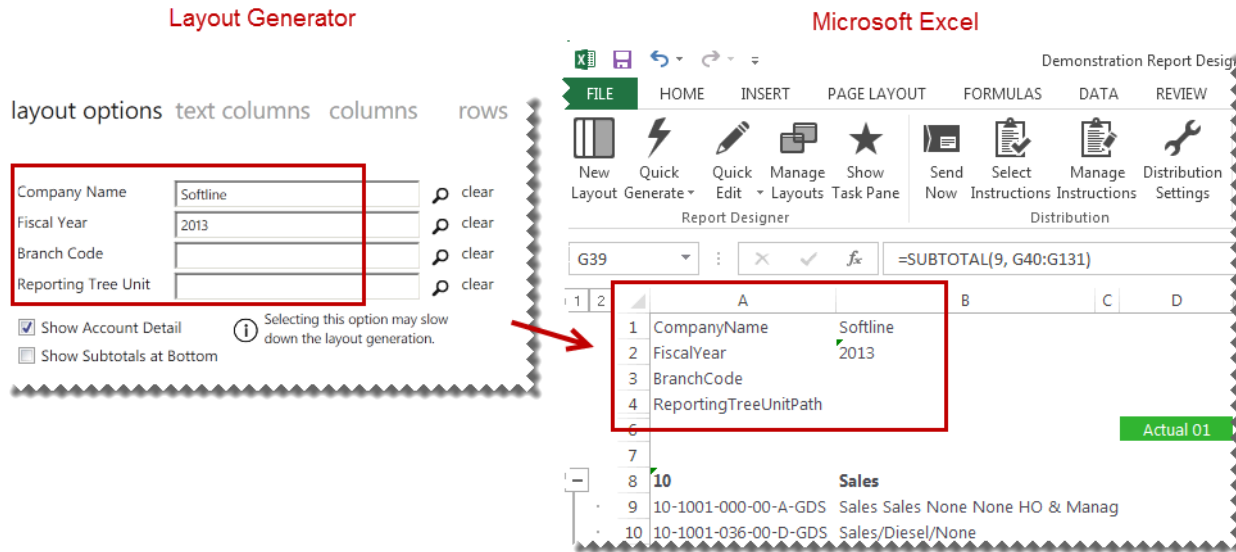 Layout Generator
Microsoft Excel
layout options text columns columns rows
Company Name Softline clear
Fiscal Year 2013 clear
Branch Code clear
Reporting Tree Unit clear
Show Account Detail
Selecting this option may slow
down the layout generation.
Show Subtotals at Bottom
Demonstration Report Desig
FILE HOME INSERT PAGE LAYOUT FORMULAS DATA REVIEW
New Quick Quick Manage Show Send Select Manage Distribution
Layout Generate Edit Layouts Task Pane Now Instructions Instructions Settings
Report Designer Distribution
G39 fx =SUBTOTAL(9, G40:G131)
1 2 A B C D
1 CompanyName Softline
2 FiscalYear 2013
3 BranchCode
4 ReportingTreeUnitPath
6 Actual 01
7
8 10 Sales
9 10-1001-000-00-A-GDS Sales Sales None None HO & Manag
10 10-1001-036-00-D-GDS Sales/Diesel/None